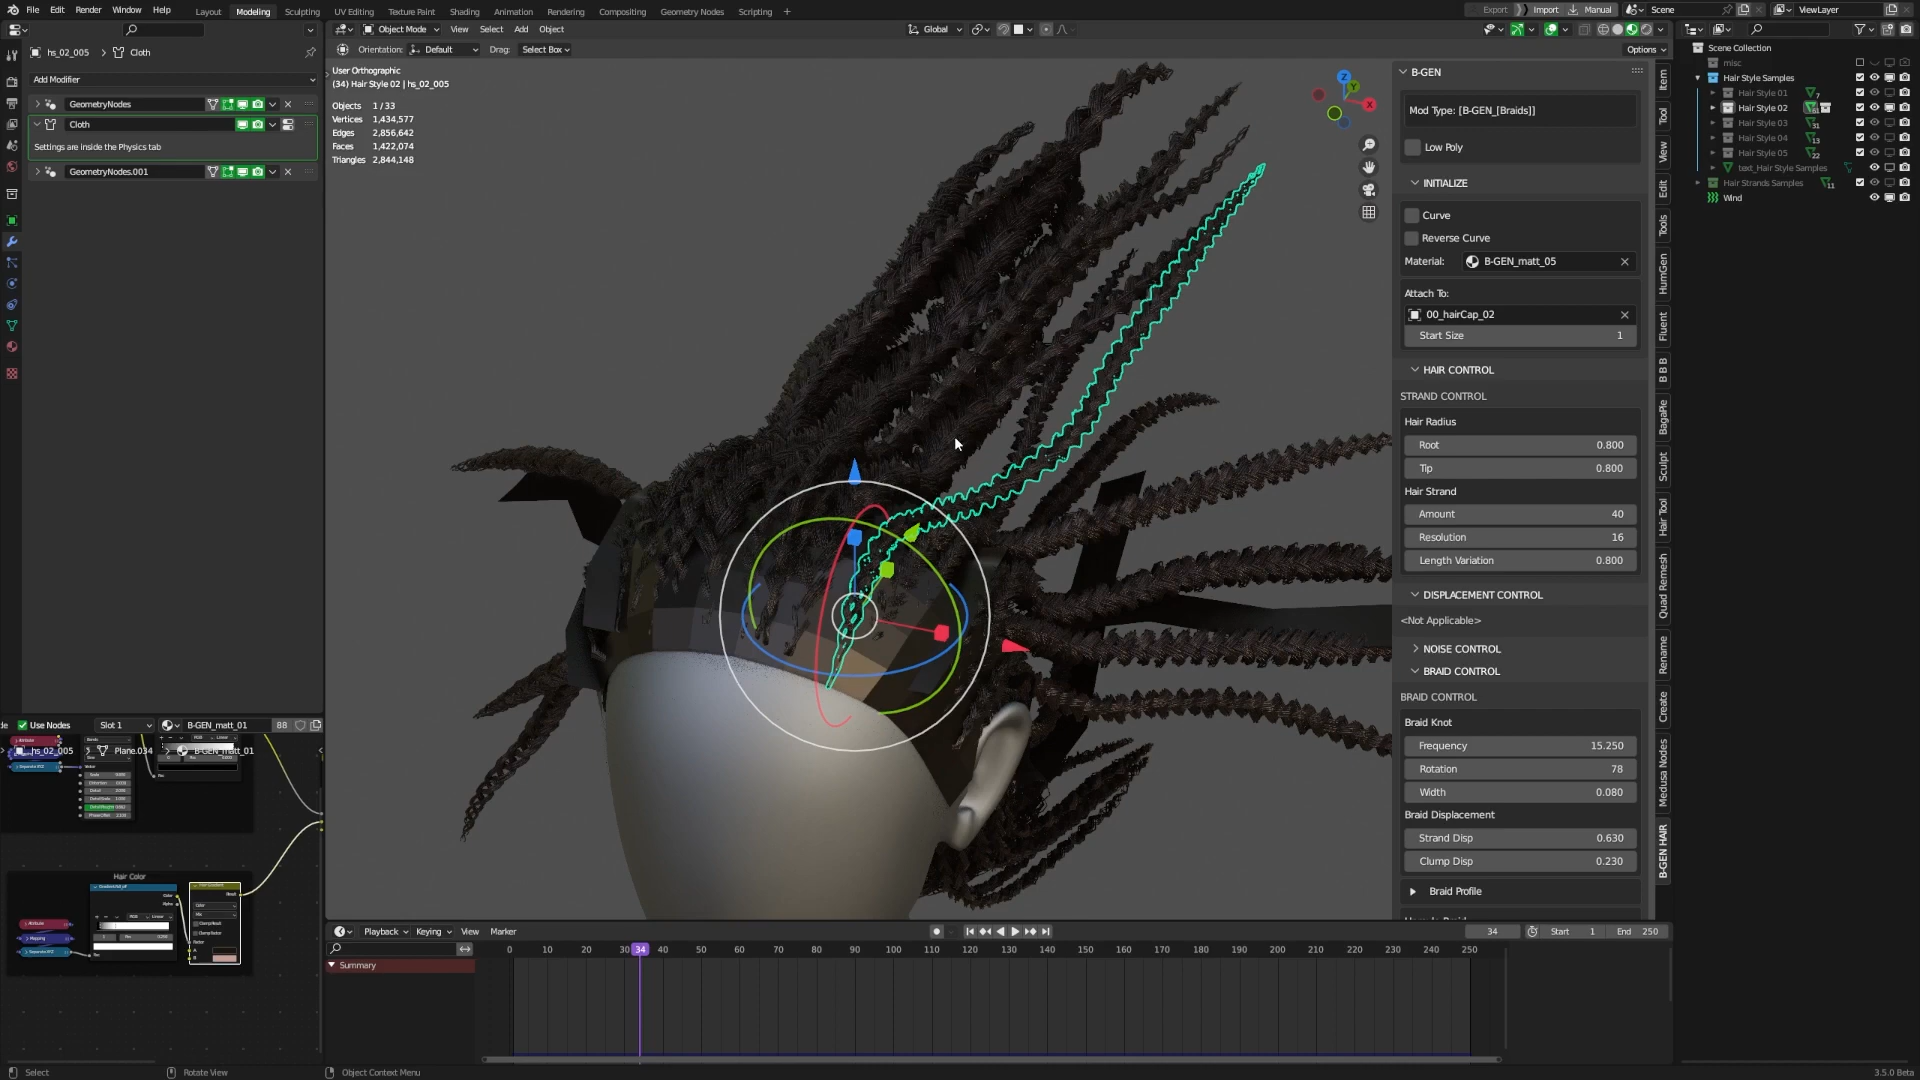 File Edit Render Window Help Layout Modeling Sculpting UV Editing Texture Paint Shading Animation Rendering Compositing Geometry Nodes Scripting + Export Import Manual Scene ViewLayer
Object Mode View Select Add Object Global
Orientation: Default Drag: Select Box Options
hs_02_005 > Cloth
Add Modifier
GeometryNodes
Cloth
Settings are inside the Physics tab
GeometryNodes.001
User Orthographic
(34) Hair Style 02 | hs_02_005
Objects 1/33
Vertices 1,434,577
Edges 2,856,642
Faces 1,422,074
Triangles 2,844,148
Z
Y
X
B-GEN
Mod Type: [B-GEN_[Braids]]
Low Poly
INITIALIZE
Curve
Reverse Curve
Material: B-GEN_matt_05
Attach To:
00_hairCap_02
Start Size 1
HAIR CONTROL
STRAND CONTROL
Hair Radius
Root 0.800
Tip 0.800
Hair Strand
Amount 40
Resolution 16
Length Variation 0.800
DISPLACEMENT CONTROL
<Not Applicable>
NOISE CONTROL
BRAID CONTROL
BRAID CONTROL
Braid Knot
Frequency 15.250
Rotation 78
Width 0.080
Braid Displacement
Strand Disp 0.630
Clump Disp 0.230
Braid Profile
Item
Tool
View
Edit
Tools
HumGen
Fluent
B B B
BagaPie
Sculpt
Hair Tool
Quad Remesh
Rename
Create
Medusa Nodes
B-GEN HAIR
Scene Collection
misc
Hair Style Samples
Hair Style 01 7
Hair Style 02
Hair Style 03 31
Hair Style 04 13
Hair Style 05 22
text_Hair Style Samples
Hair Strands Samples 11
Wind
Use Nodes Slot 1 B-GEN_matt_01 88
hs_02_005 > Plane.034 > B-GEN_matt_01
Hair Color
Playback Keying View Marker 34 Start 1 End 250
0 10 20 30 34 40 50 60 70 80 90 100 110 120 130 140 150 160 170 180 190 200 210 220 230 240 250
Summary
Select Rotate View Object Context Menu 3.5.0 Beta